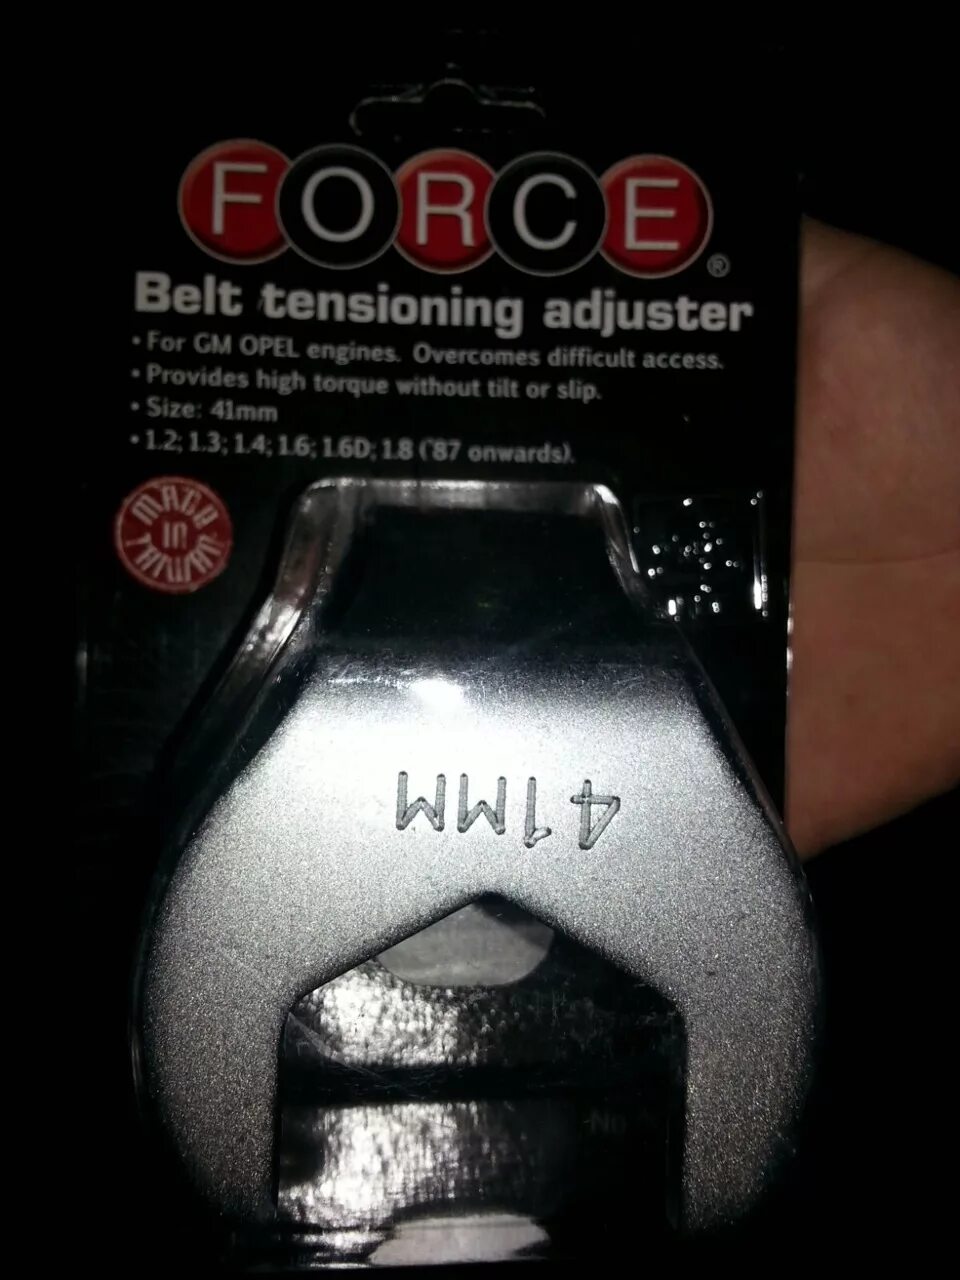 FORCE
®
Belt tensioning adjuster
• For GM OPEL engines. Overcomes difficult access.
• Provides high torque without tilt or slip.
• Size: 41mm
• 1.2; 1.3; 1.4; 1.6; 1.6D; 1.8 ('87 onwards).
MADE
IN
TAIWAN
41MM
No